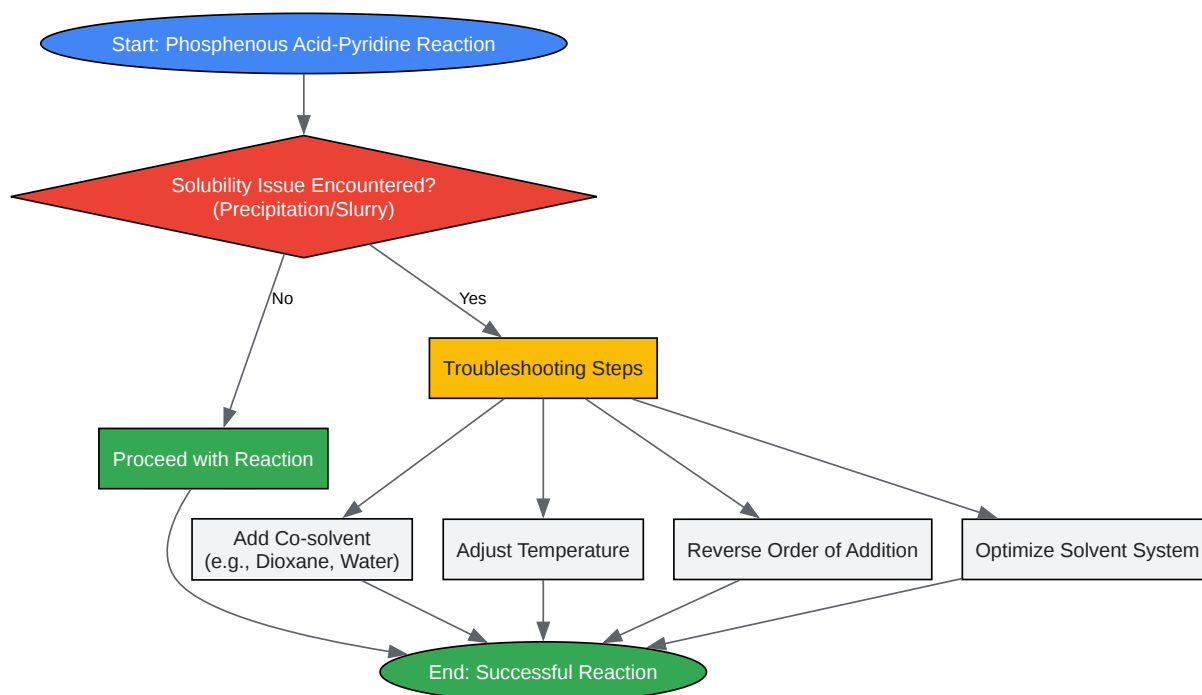 Start: Phosphenous Acid-Pyridine Reaction
Solubility Issue Encountered?
(Precipitation/Slurry)
No
Yes
Troubleshooting Steps
Proceed with Reaction
Add Co-solvent
(e.g., Dioxane, Water)
Adjust Temperature
Reverse Order of Addition
Optimize Solvent System
End: Successful Reaction